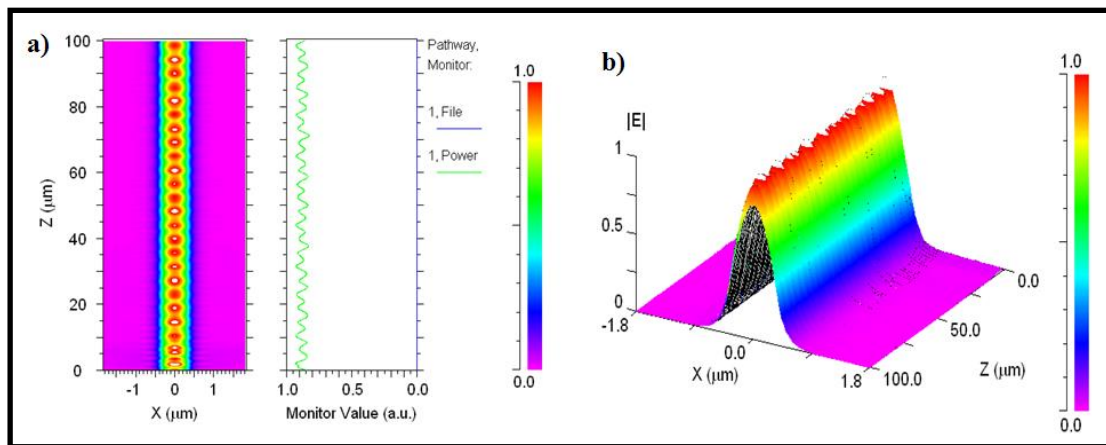 a)
100
80
60
40
20
0
Z (μm)
-1
0
1
X (μm)
1.0
0.5
0.0
Monitor Value (a.u.)
Pathway,
Monitor:
1, File
1, Power
1.0
0.0
b)
|E|
1
0.5
0
-1.8
0.0
1.8
X (μm)
100.0
50.0
0.0
Z (μm)
1.0
0.0